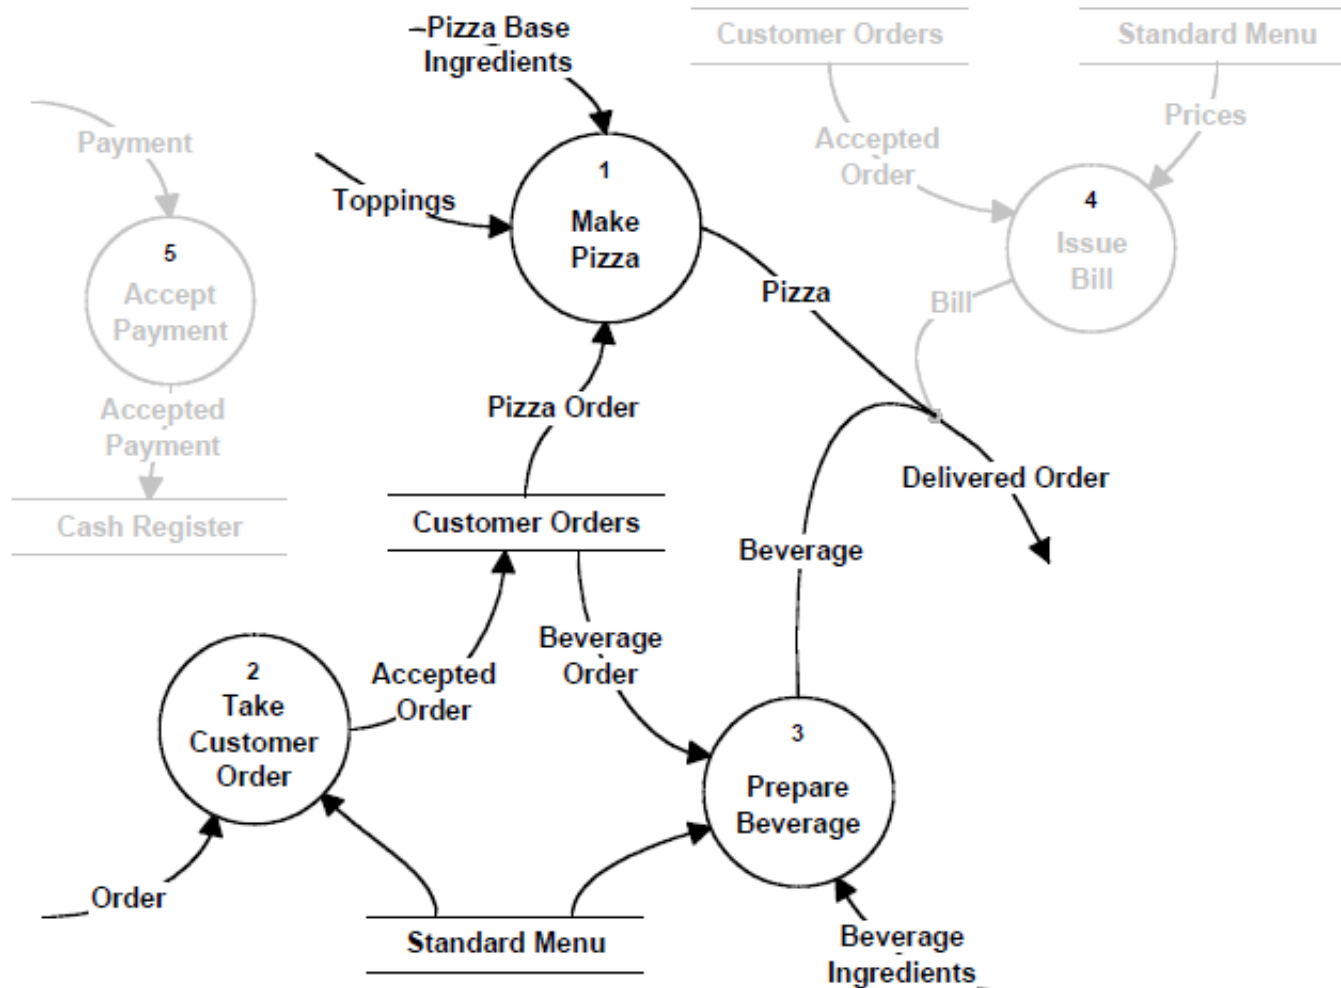 Pizza Base
Ingredients
Customer Orders
Standard Menu
Payment
Accepted
Order
Prices
Toppings
1
Make
Pizza
4
Issue
Bill
5
Accept
Payment
Pizza
Bill
Accepted
Payment
Pizza Order
Delivered Order
Cash Register
Customer Orders
Beverage
Beverage
Order
Accepted
Order
2
Take
Customer
Order
3
Prepare
Beverage
Order
Standard Menu
Beverage
Ingredients